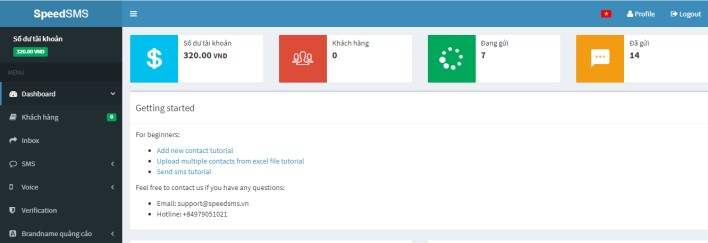 SpeedSMS
Profile
Logout
Số dư tài khoản
320.00 VND
MENU
Dashboard
Khách hàng
0
Inbox
SMS
Voice
Verification
Brandname quảng cáo
Số dư tài khoản
320.00 VND
Khách hàng
0
Đang gửi
7
Đã gửi
14
Getting started
For beginners:
Add new contact tutorial
Upload multiple contacts from excel file tutorial
Send sms tutorial
Feel free to contact us if you have any questions:
Email: support@speedsms.vn
Hotline: +84979051021